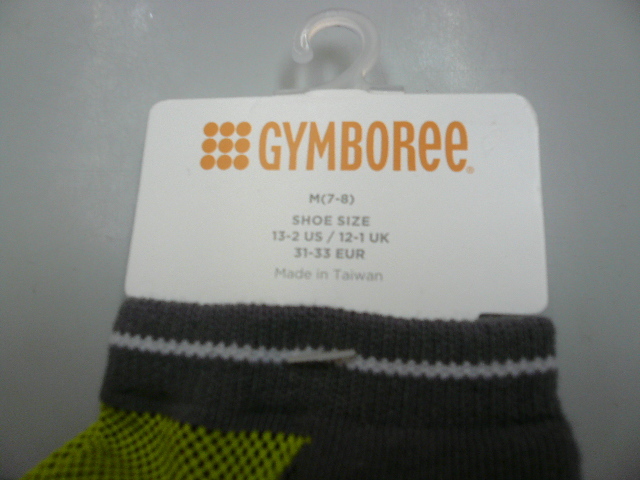 GYMBOREE
M(7-8)
SHOE SIZE
13-2 US / 12-1 UK
31-33 EUR
Made in Taiwan